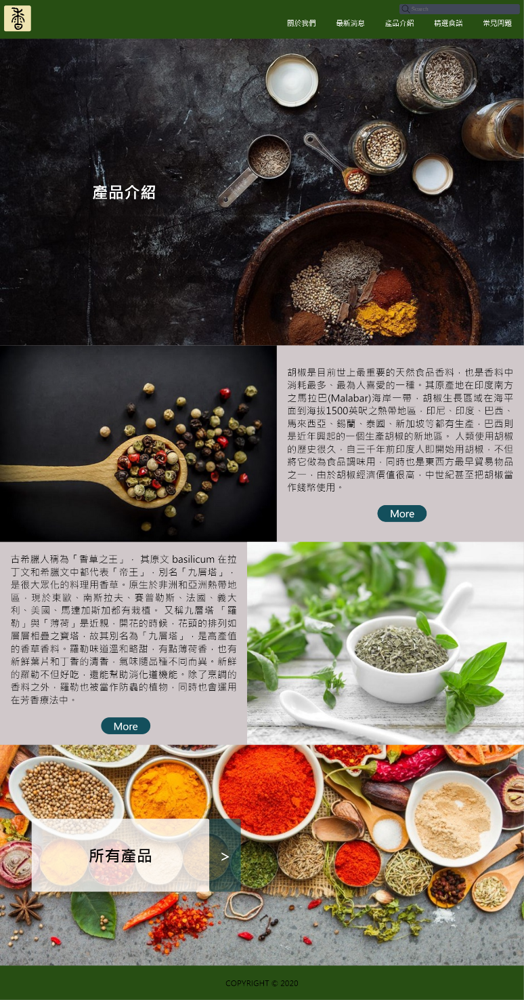 香
Search
關於我們 最新消息 產品介紹 精選食譜 常見問題
產品介紹
胡椒是目前世上最重要的天然食品香料，也是香料中
消耗最多、最為人喜愛的一種。其原產地在印度南方
之馬拉巴(Malabar)海岸一帶，胡椒生長區域在海平
面到海拔1500英呎之熱帶地區，印尼、印度、巴西、
馬來西亞、錫蘭、泰國、新加坡等都有生產，巴西則
是近年興起的一個生產胡椒的新地區。 人類使用胡椒
的歷史很久，自三千年前印度人即開始用胡椒，不但
將它做為食品調味用，同時也是東西方最早貿易物品
之一，由於胡椒經濟價值很高，中世紀甚至把胡椒當
作錢幣使用。
More
古希臘人稱為「香草之王」， 其原文 basilicum 在拉
丁文和希臘文中都代表「帝王」，別名「九層塔」，
是很大眾化的料理用香草。原生於非洲和亞洲熱帶地
區，現於東歐、南斯拉夫、賽普勒斯、法國、義大
利、美國、馬達加斯加都有栽植。 又稱九層塔 「羅
勒」與「薄荷」是近親，開花的時候，花頭的排列如
層層相疊之寶塔，故其別名為「九層塔」，是高產值
的香草香料。羅勒味道溫和略甜，有點薄荷香，也有
新鮮葉片和丁香的清香，氣味隨品種不同而異。新鮮
的羅勒不但好吃，還能幫助消化道機能。除了烹調的
香料之外，羅勒也被當作防蟲的植物，同時也會運用
在芳香療法中。
More
所有產品 >
COPYRIGHT © 2020